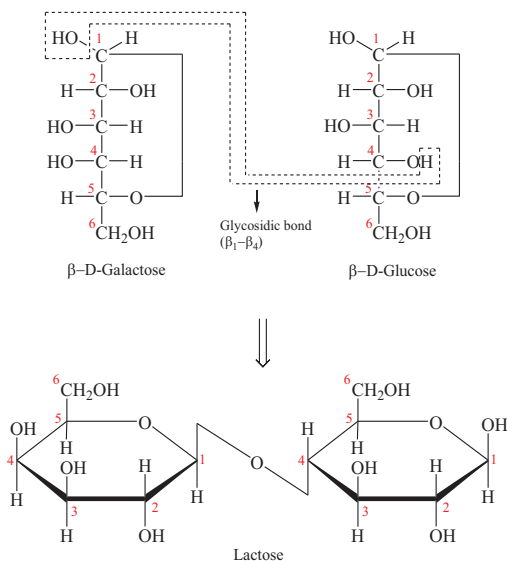 1
HO H
C
2
H C OH
3
HO C H
4
HO C H
5
H C O
6
CH₂OH
β–D-Galactose
1
HO H
C
2
H C OH
3
HO C H
4
H C OH
5
H C O
6
CH₂OH
β–D-Glucose
Glycosidic bond
(β₁–β₄)
6
CH₂OH
5
O
OH
H
4
OH
H
1
H
3
2
H
H
OH
O
6
CH₂OH
5
O
H
H
OH
4
OH
H
1
H
3
2
H
OH
Lactose